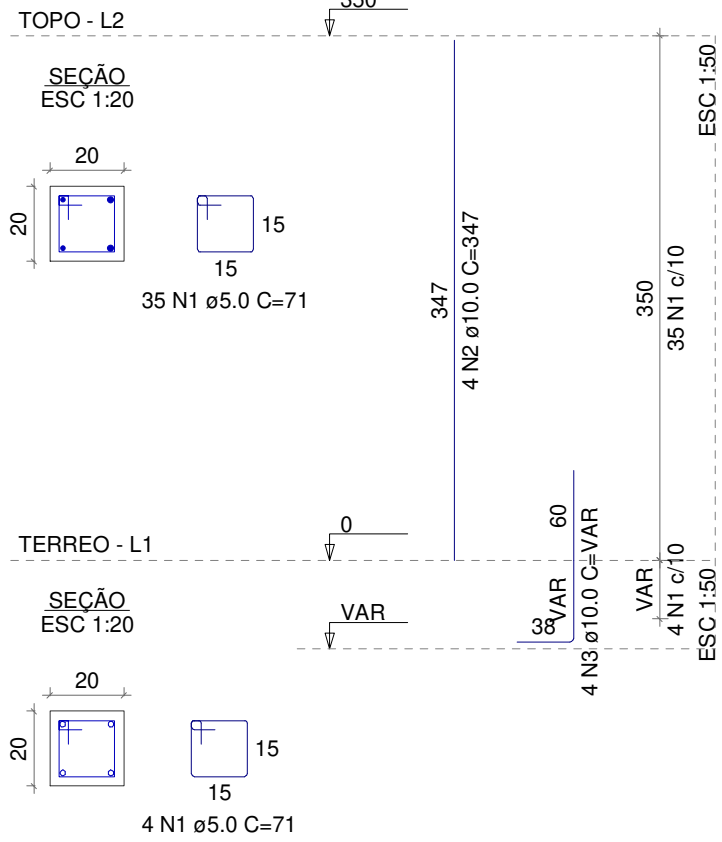 350
TOPO - L2
ESC 1:50
SEÇÃO
ESC 1:20
20
20
15
15
35 N1 ø5.0 C=71
347
4 N2 ø10.0 C=347
350
35 N1 c/10
TERREO - L1
0
60
VAR
38
4 N3 ø10.0 C=VAR
VAR
4 N1 c/10
ESC 1:50
SEÇÃO
ESC 1:20
VAR
20
20
15
15
4 N1 ø5.0 C=71